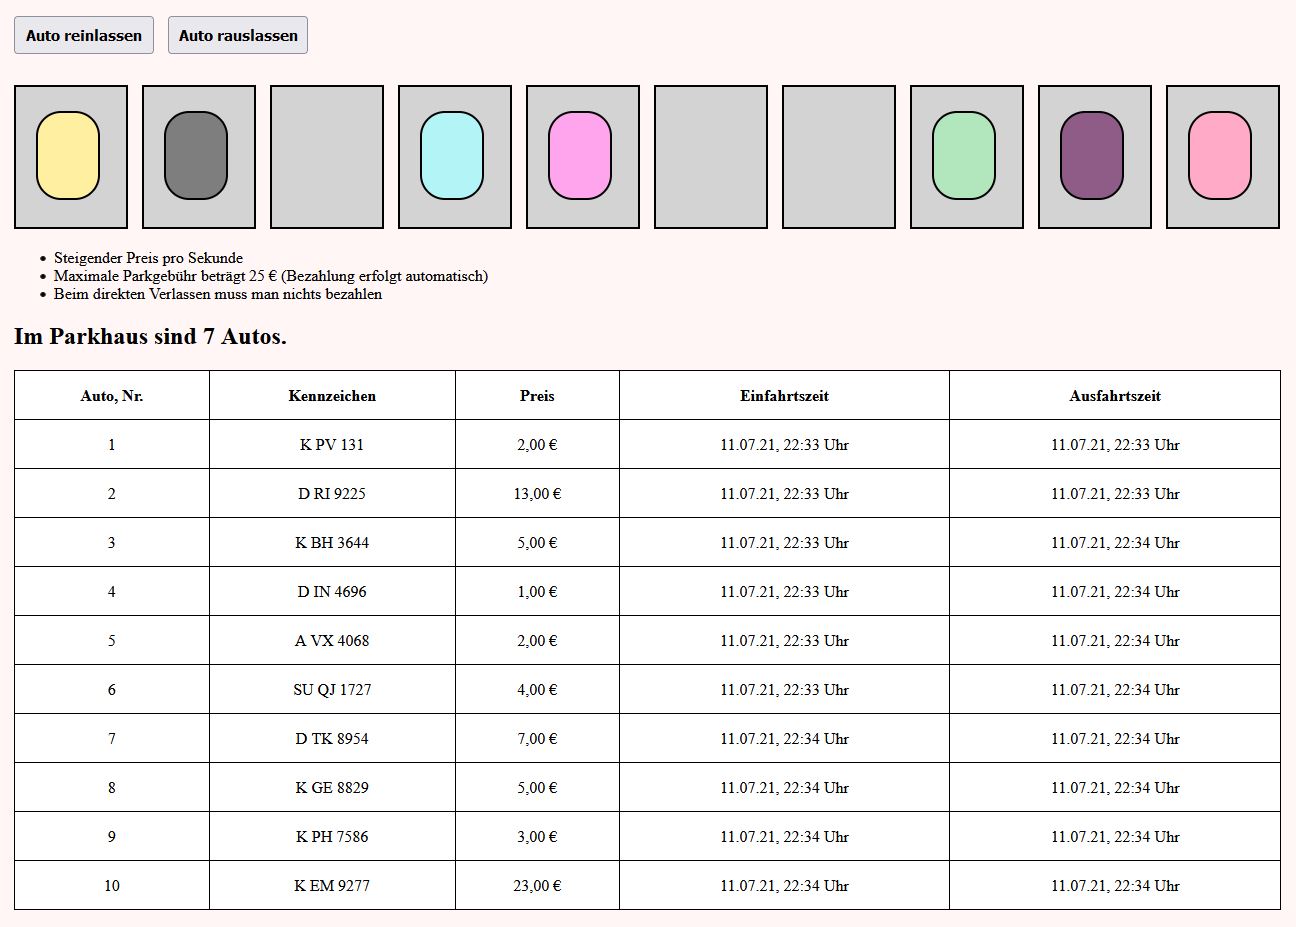 Auto reinlassen Auto rauslassen
Steigender Preis pro Sekunde
Maximale Parkgebühr beträgt 25 € (Bezahlung erfolgt automatisch)
Beim direkten Verlassen muss man nichts bezahlen
Im Parkhaus sind 7 Autos.
Auto, Nr. Kennzeichen Preis Einfahrtszeit Ausfahrtszeit
1 K PV 131 2,00 € 11.07.21, 22:33 Uhr 11.07.21, 22:33 Uhr
2 D RI 9225 13,00 € 11.07.21, 22:33 Uhr 11.07.21, 22:33 Uhr
3 K BH 3644 5,00 € 11.07.21, 22:33 Uhr 11.07.21, 22:34 Uhr
4 D IN 4696 1,00 € 11.07.21, 22:33 Uhr 11.07.21, 22:34 Uhr
5 A VX 4068 2,00 € 11.07.21, 22:33 Uhr 11.07.21, 22:34 Uhr
6 SU QJ 1727 4,00 € 11.07.21, 22:33 Uhr 11.07.21, 22:34 Uhr
7 D TK 8954 7,00 € 11.07.21, 22:34 Uhr 11.07.21, 22:34 Uhr
8 K GE 8829 5,00 € 11.07.21, 22:34 Uhr 11.07.21, 22:34 Uhr
9 K PH 7586 3,00 € 11.07.21, 22:34 Uhr 11.07.21, 22:34 Uhr
10 K EM 9277 23,00 € 11.07.21, 22:34 Uhr 11.07.21, 22:34 Uhr